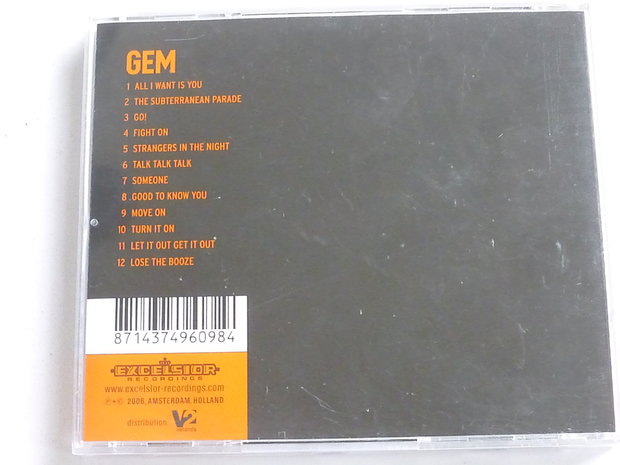 GEM
1 ALL I WANT IS YOU
2 THE SUBTERRANEAN PARADE
3 GO!
4 FIGHT ON
5 STRANGERS IN THE NIGHT
6 TALK TALK TALK
7 SOMEONE
8 GOOD TO KNOW YOU
9 MOVE ON
10 TURN IT ON
11 LET IT OUT GET IT OUT
12 LOSE THE BOOZE
8714374960984
EXCELSIOR
RECORDINGS
www.excelsior-recordings.com
℗+© 2006, AMSTERDAM, HOLLAND
distribution V2
records